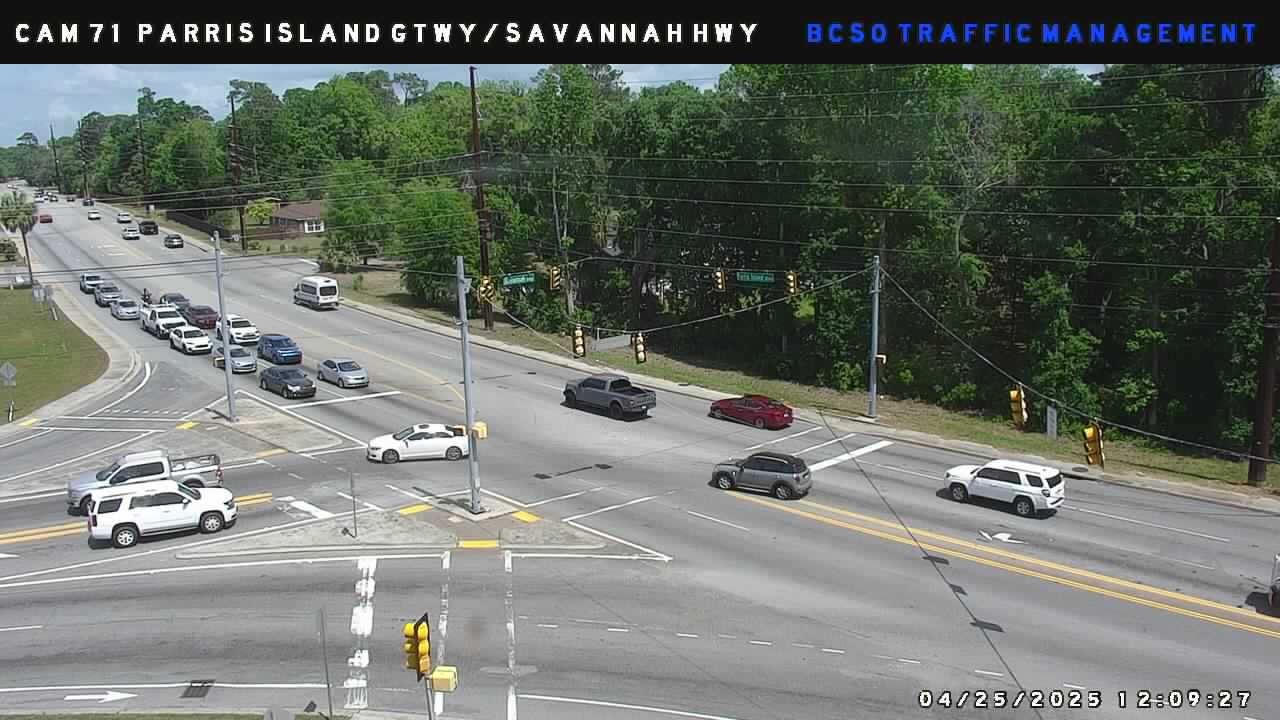 CAM 71 PARRIS ISLAND GTWY/SAVANNAH HWY BCSO TRAFFIC MANAGEMENT
04/25/2025 12:09:27